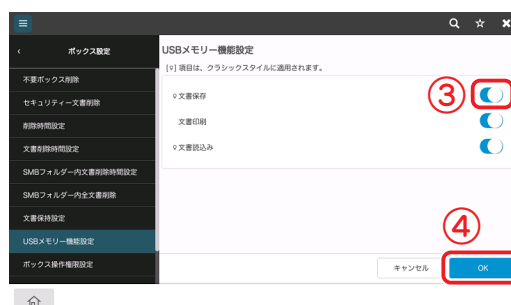 ボックス設定
不要ボックス削除
セキュリティー文書削除
削除時間設定
文書削除時間設定
SMBフォルダー内文書削除時間設定
SMBフォルダー内全文書削除
文書保持設定
USBメモリー機能設定
ボックス操作権限設定
USBメモリー機能設定
[♀] 項目は、クラシックスタイルに適用されます。
♀文書保存
③
文書印刷
♀文書読込み
④
キャンセル
OK